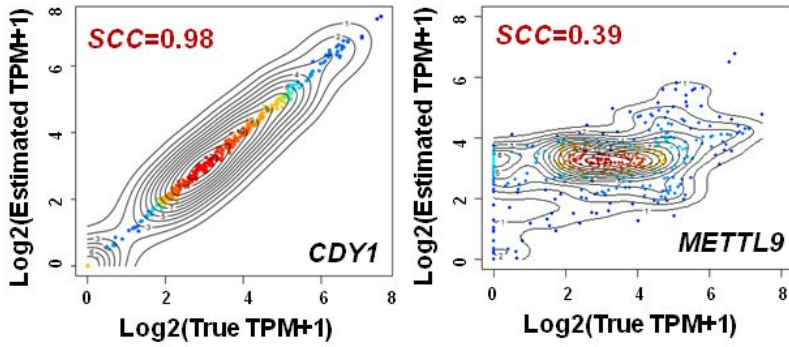 SCC=0.98
CDY1
Log2(Estimated TPM+1)
0 2 4 6 8
0 2 4 6 8
Log2(True TPM+1)
SCC=0.39
METTL9
Log2(Estimated TPM+1)
0 2 4 6 8
0 2 4 6 8
Log2(True TPM+1)